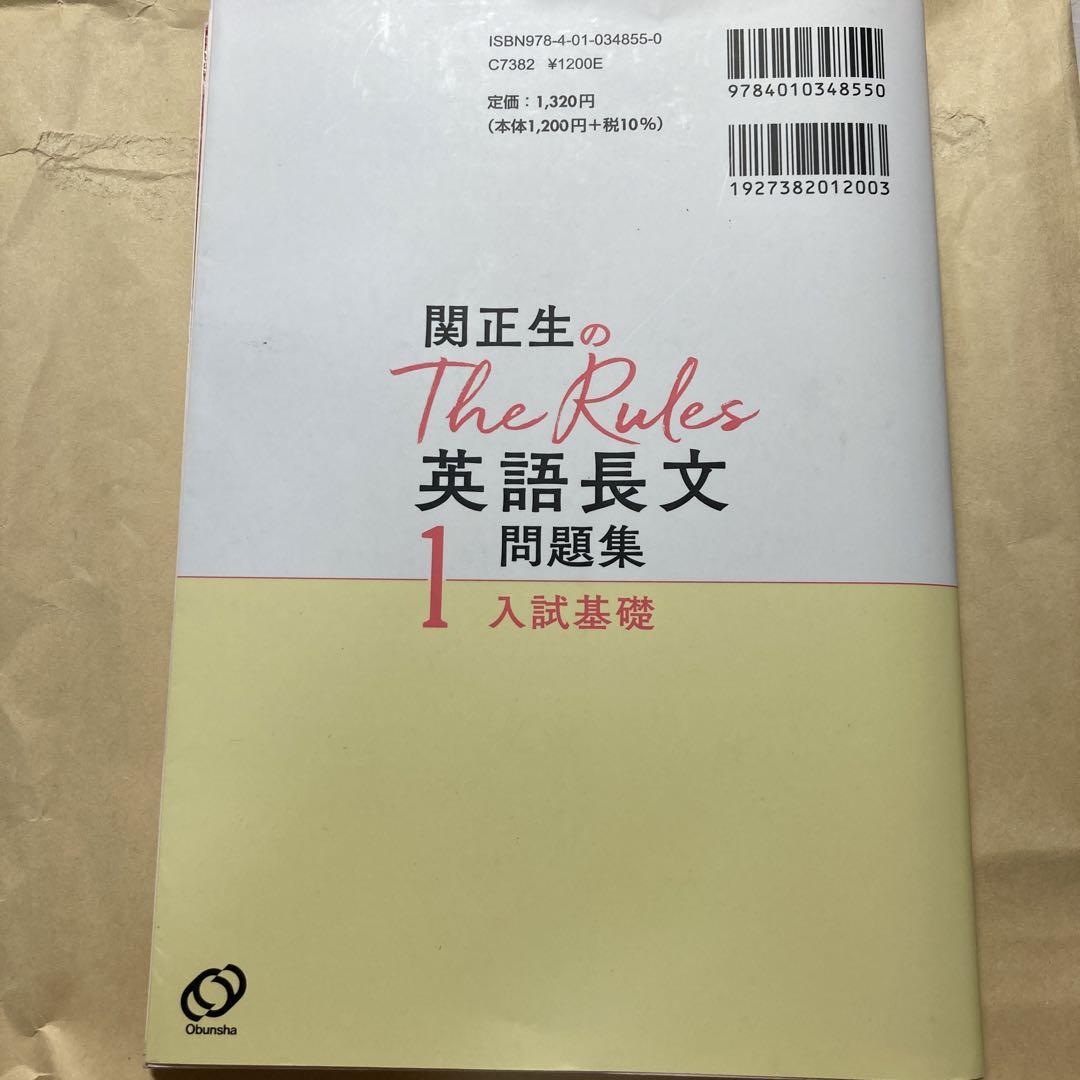 ISBN978-4-01-034855-0
C7382 ¥1200E
定価：1,320円
（本体1,200円＋税10%）
9784010348550
1927382012003
関正生の
The Rules
英語長文
問題集
1 入試基礎
Obunsha